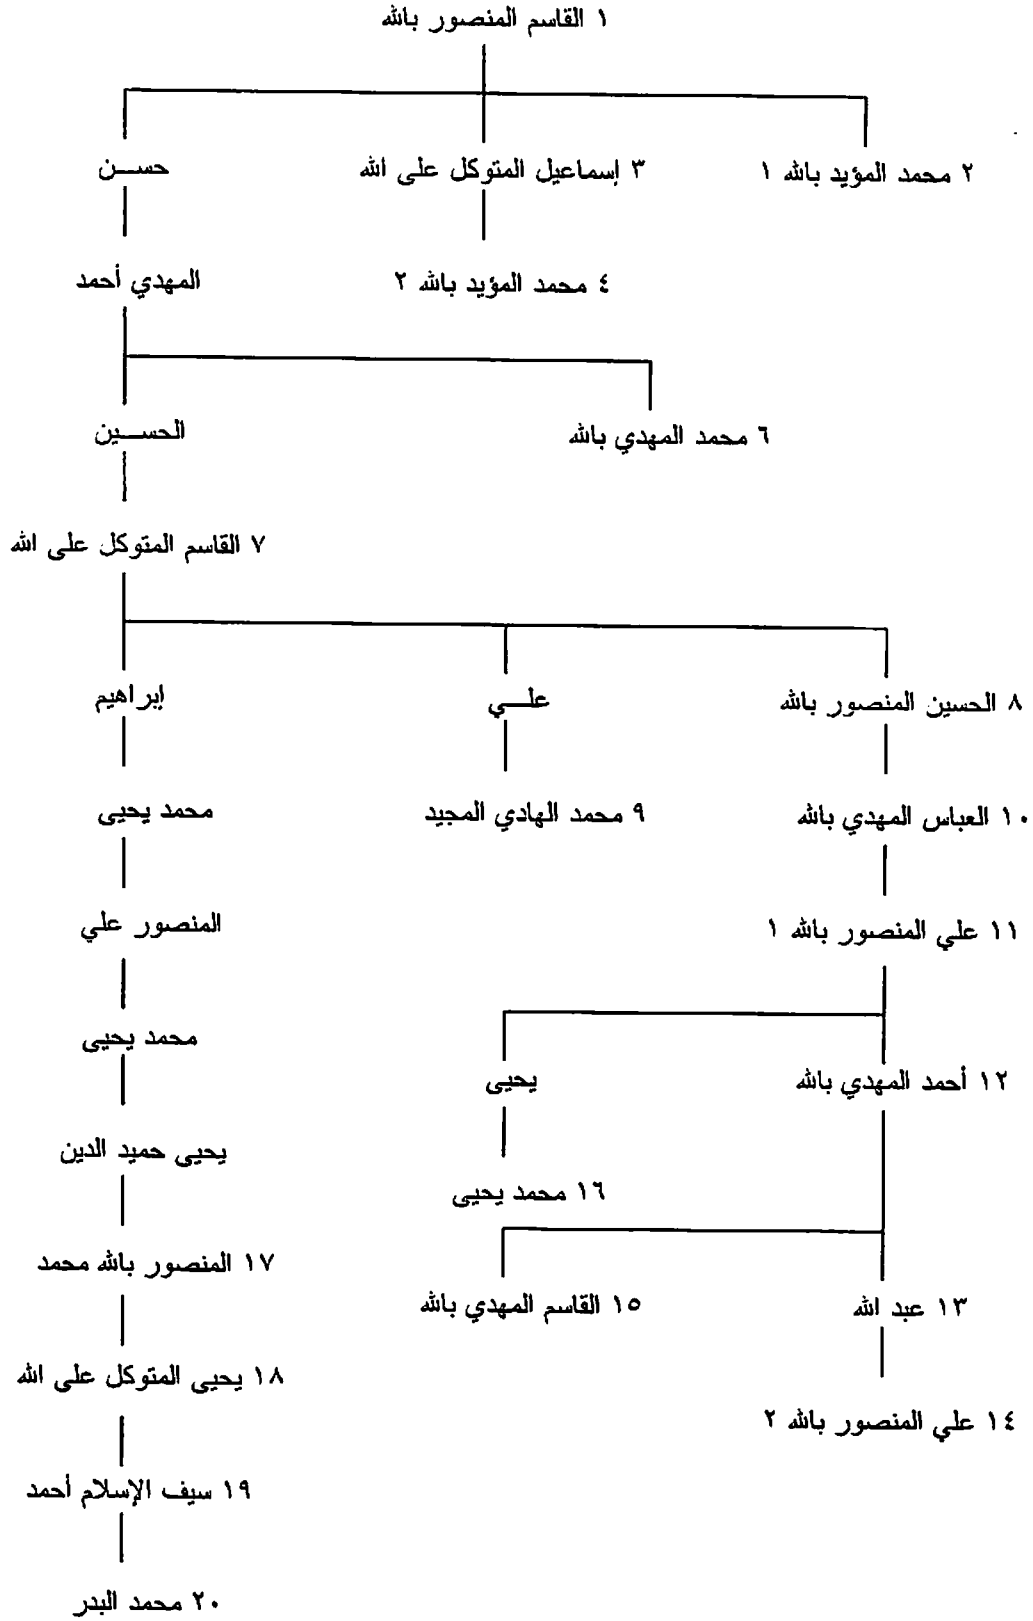 ١ القاسم المنصور بالله
٢ محمد المؤيد بالله ١
٣ إسماعيل المتوكل على الله
حســن
٤ محمد المؤيد بالله ٢
المهدي أحمد
٦ محمد المهدي بالله
الحســين
٧ القاسم المتوكل على الله
٨ الحسين المنصور بالله
علــي
إبراهيم
١٠ العباس المهدي بالله
٩ محمد الهادي المجيد
محمد يحيى
١١ علي المنصور بالله ١
المنصور علي
محمد يحيى
١٢ أحمد المهدي بالله
يحيى
يحيى حميد الدين
١٦ محمد يحيى
١٧ المنصور بالله محمد
١٣ عبد الله
١٥ القاسم المهدي بالله
١٨ يحيى المتوكل على الله
١٤ علي المنصور بالله ٢
١٩ سيف الإسلام أحمد
٢٠ محمد البدر